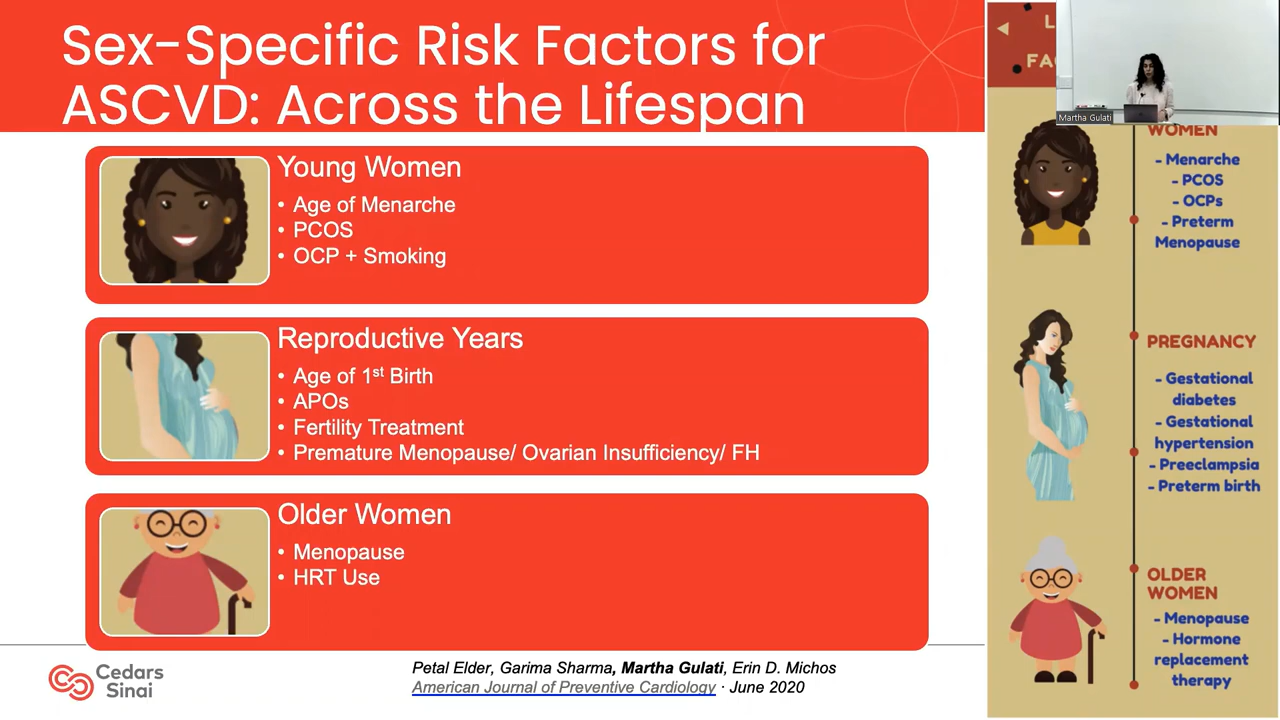 Sex-Specific Risk Factors for
ASCVD: Across the Lifespan
Young Women
• Age of Menarche
• PCOS
• OCP + Smoking
Reproductive Years
• Age of 1st Birth
• APOs
• Fertility Treatment
• Premature Menopause/ Ovarian Insufficiency/ FH
Older Women
• Menopause
• HRT Use
Cedars
Sinai
Petal Elder, Garima Sharma, Martha Gulati, Erin D. Michos
American Journal of Preventive Cardiology · June 2020
Martha Gulati
WOMEN
- Menarche
- PCOS
- OCPs
- Preterm
Menopause
PREGNANCY
- Gestational
diabetes
- Gestational
hypertension
- Preeclampsia
- Preterm birth
OLDER
WOMEN
- Menopause
- Hormone
replacement
therapy